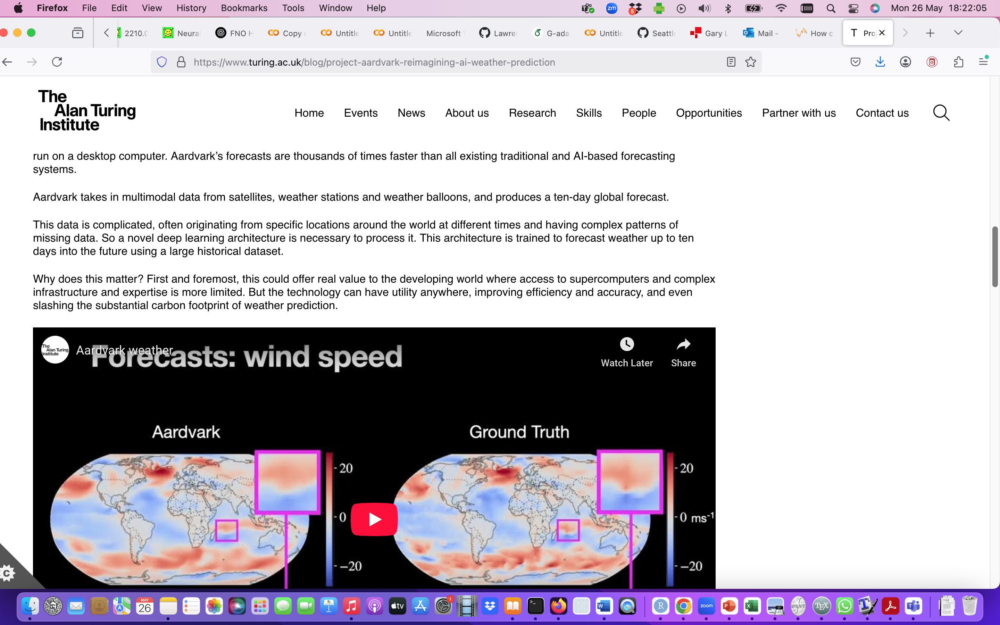 Firefox File Edit View History Bookmarks Tools Window Help
zm 5
Mon 26 May 18:22:05
2210.0 Neural FNO H Copy Untitle Untitle Microsoft Lawre G-ada Untitle Seattl Gary L Mail - How c T Pro
https://www.turing.ac.uk/blog/project-aardvark-reimagining-ai-weather-prediction
The
Alan Turing
Institute
Home Events News About us Research Skills People Opportunities Partner with us Contact us
run on a desktop computer. Aardvark’s forecasts are thousands of times faster than all existing traditional and AI-based forecasting
systems.
Aardvark takes in multimodal data from satellites, weather stations and weather balloons, and produces a ten-day global forecast.
This data is complicated, often originating from specific locations around the world at different times and having complex patterns of
missing data. So a novel deep learning architecture is necessary to process it. This architecture is trained to forecast weather up to ten
days into the future using a large historical dataset.
Why does this matter? First and foremost, this could offer real value to the developing world where access to supercomputers and complex
infrastructure and expertise is more limited. But the technology can have utility anywhere, improving efficiency and accuracy, and even
slashing the substantial carbon footprint of weather prediction.
The
Alan Turing
Institute
Aardvark weather
Forecasts: wind speed
Watch Later
Share
Aardvark
Ground Truth
20
20
0
0 ms⁻¹
−20
−20
C
MAY
26
tv
1
W
R
zoom
P
X
LATEXiT
TEX
T